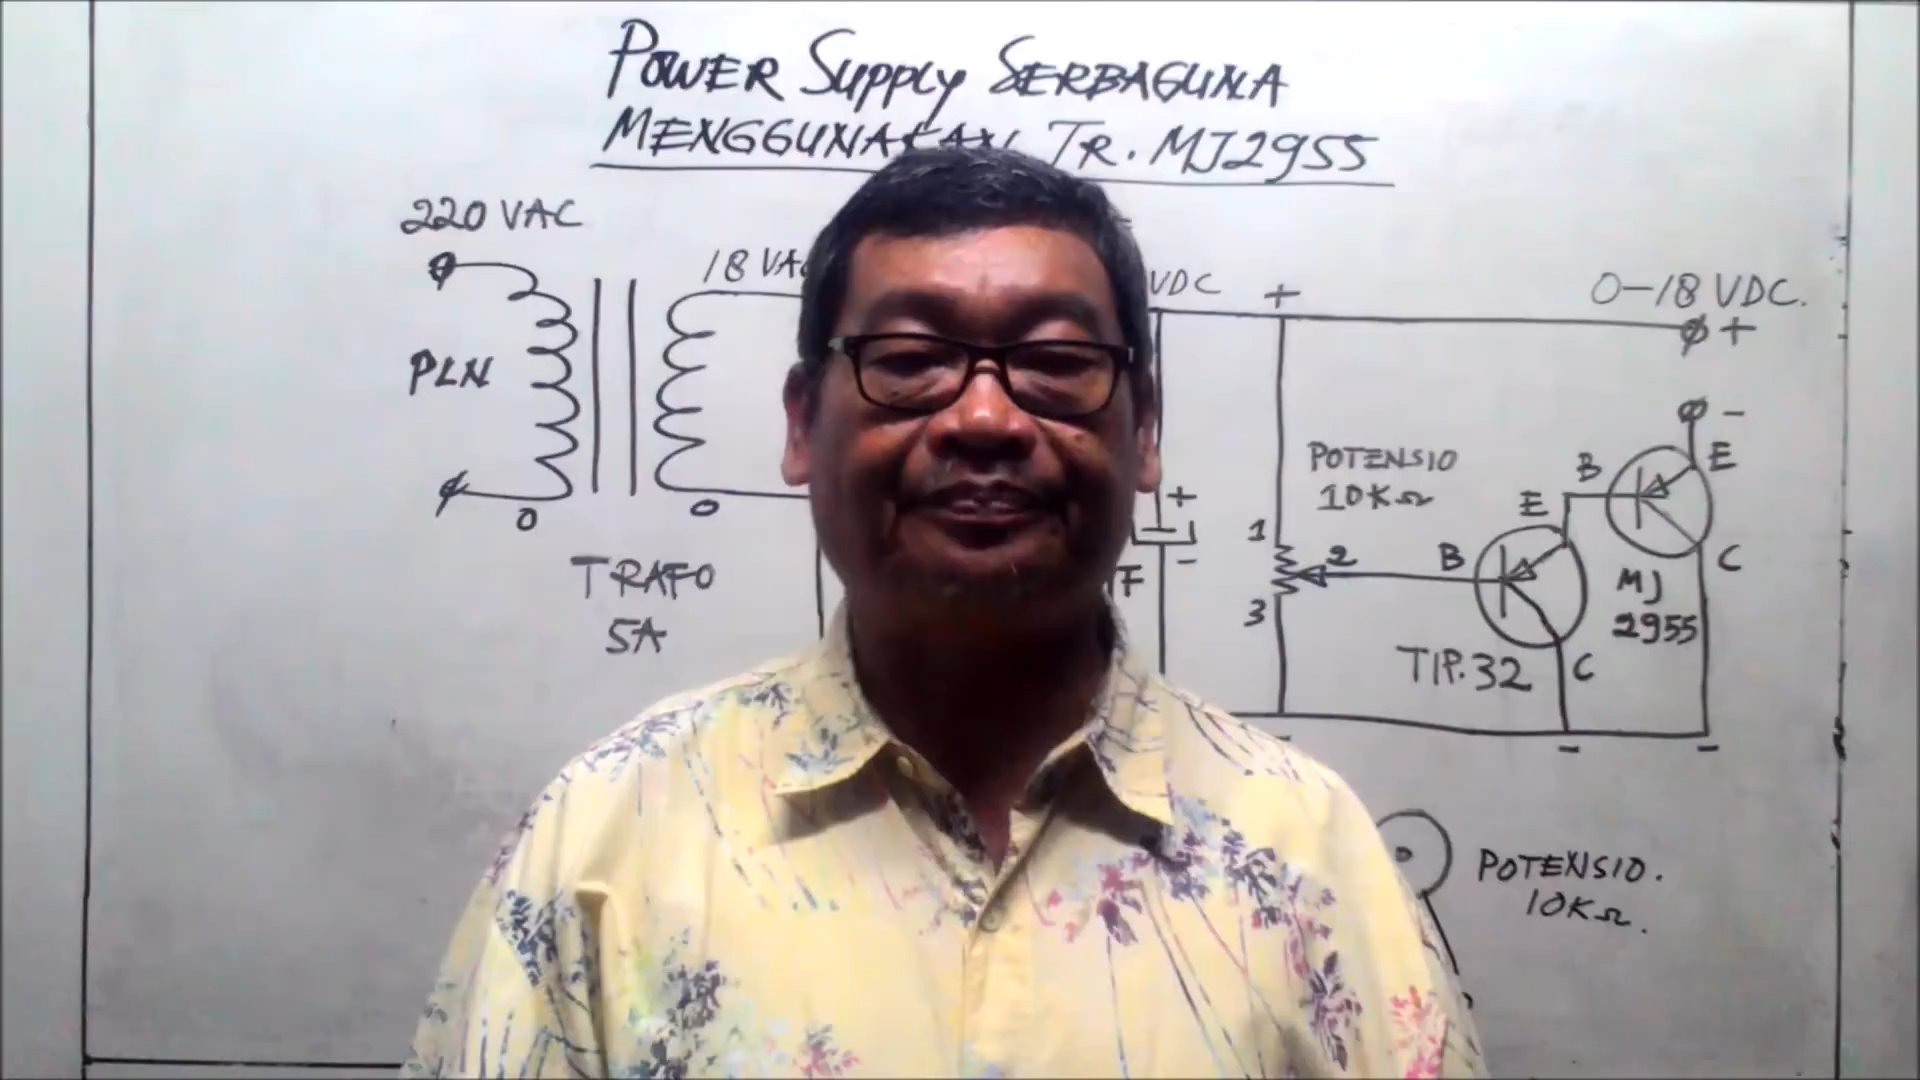 POWER SUPPLY SERBAGUNA
MENGGUNAKAN TR. MJ2955
220 VAC
18 VAC
VDC
+
0-18 VDC.
+
PLN
-
POTENSIO
10KΩ
B
E
E
+
-
1
2
3
B
C
MJ
2955
0
0
TRAFO
5A
F
TIP.32
C
-
-
-
POTENSIO.
10KΩ.